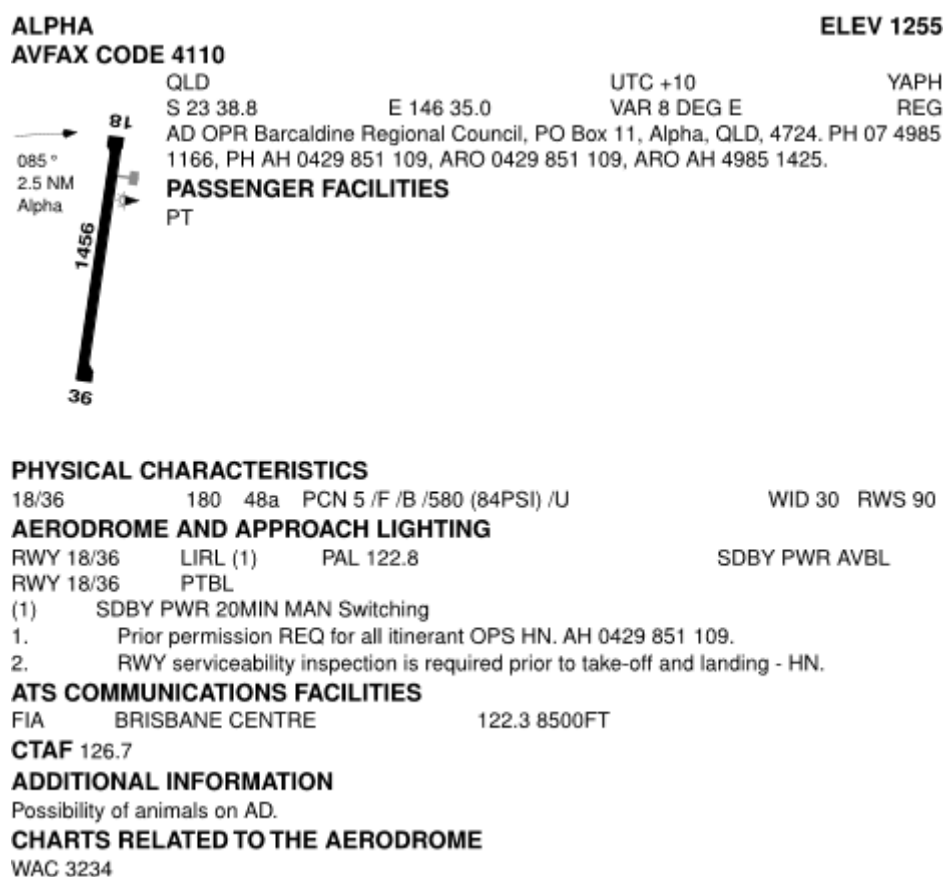 ALPHA ELEV 1255
AVFAX CODE 4110
QLD UTC +10 YAPH
S 23 38.8 E 146 35.0 VAR 8 DEG E REG
AD OPR Barcaldine Regional Council, PO Box 11, Alpha, QLD, 4724. PH 07 4985
1166, PH AH 0429 851 109, ARO 0429 851 109, ARO AH 4985 1425.
PASSENGER FACILITIES
PT
18
085 °
2.5 NM
Alpha
1456
36
PHYSICAL CHARACTERISTICS
18/36 180 48a PCN 5 /F /B /580 (84PSI) /U WID 30 RWS 90
AERODROME AND APPROACH LIGHTING
RWY 18/36 LIRL (1) PAL 122.8 SDBY PWR AVBL
RWY 18/36 PTBL
(1) SDBY PWR 20MIN MAN Switching
1. Prior permission REQ for all itinerant OPS HN. AH 0429 851 109.
2. RWY serviceability inspection is required prior to take-off and landing - HN.
ATS COMMUNICATIONS FACILITIES
FIA BRISBANE CENTRE 122.3 8500FT
CTAF 126.7
ADDITIONAL INFORMATION
Possibility of animals on AD.
CHARTS RELATED TO THE AERODROME
WAC 3234